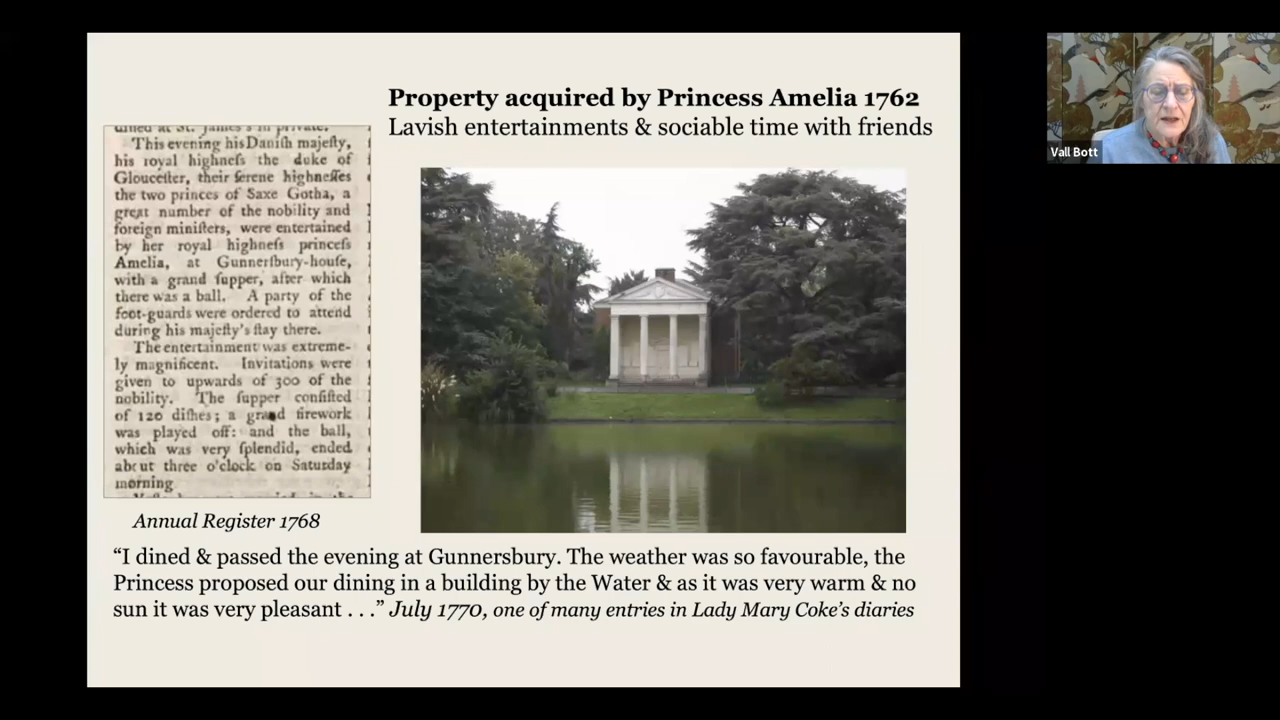 Property acquired by Princess Amelia 1762
Lavish entertainments & sociable time with friends
at St. James's in private.
This evening his Daniſh majeſty,
his royal highneſs the duke of
Glouceſter, their ſerene highneſſes
the two princes of Saxe Gotha, a
great number of the nobility and
foreign miniſters, were entertained
by her royal highneſs princeſs
Amelia, at Gunnerſbury-houſe,
with a grand ſupper, after which
there was a ball. A party of the
foot-guards were ordered to attend
during his majeſty's ſtay there.
The entertainment was extreme-
ly magnificent. Invitations were
given to upwards of 300 of the
nobility. The ſupper conſiſted
of 120 diſhes; a grand firework
was played off: and the ball,
which was very ſplendid, ended
about three o'clock on Saturday
morning
Annual Register 1768
“I dined & passed the evening at Gunnersbury. The weather was so favourable, the
Princess proposed our dining in a building by the Water & as it was very warm & no
sun it was very pleasant . . .” July 1770, one of many entries in Lady Mary Coke’s diaries
Vall Bott